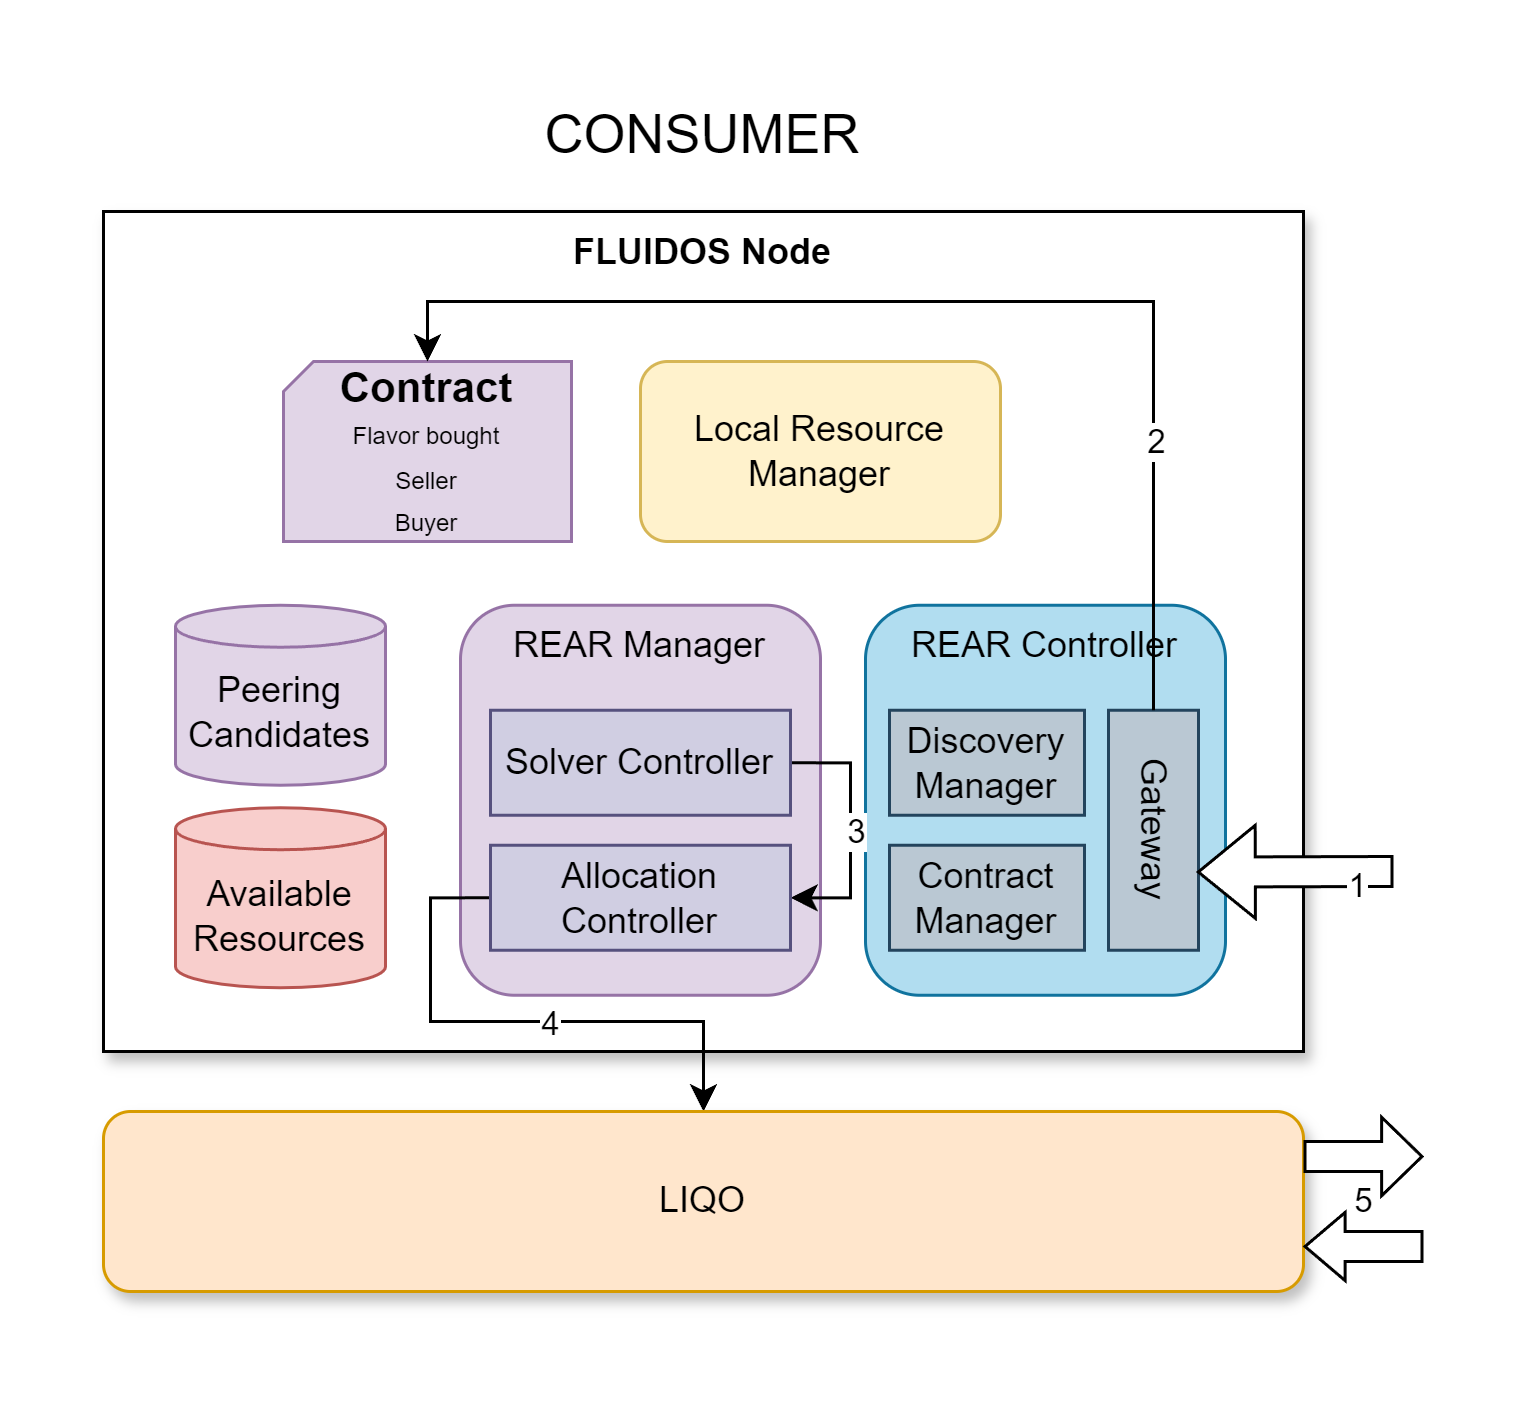 CONSUMER
FLUIDOS Node
Contract
Flavor bought
Seller
Buyer
Local Resource
Manager
2
Peering
Candidates
Available
Resources
REAR Manager
Solver Controller
Allocation
Controller
3
4
REAR Controller
Discovery
Manager
Contract
Manager
Gateway
1
LIQO
5